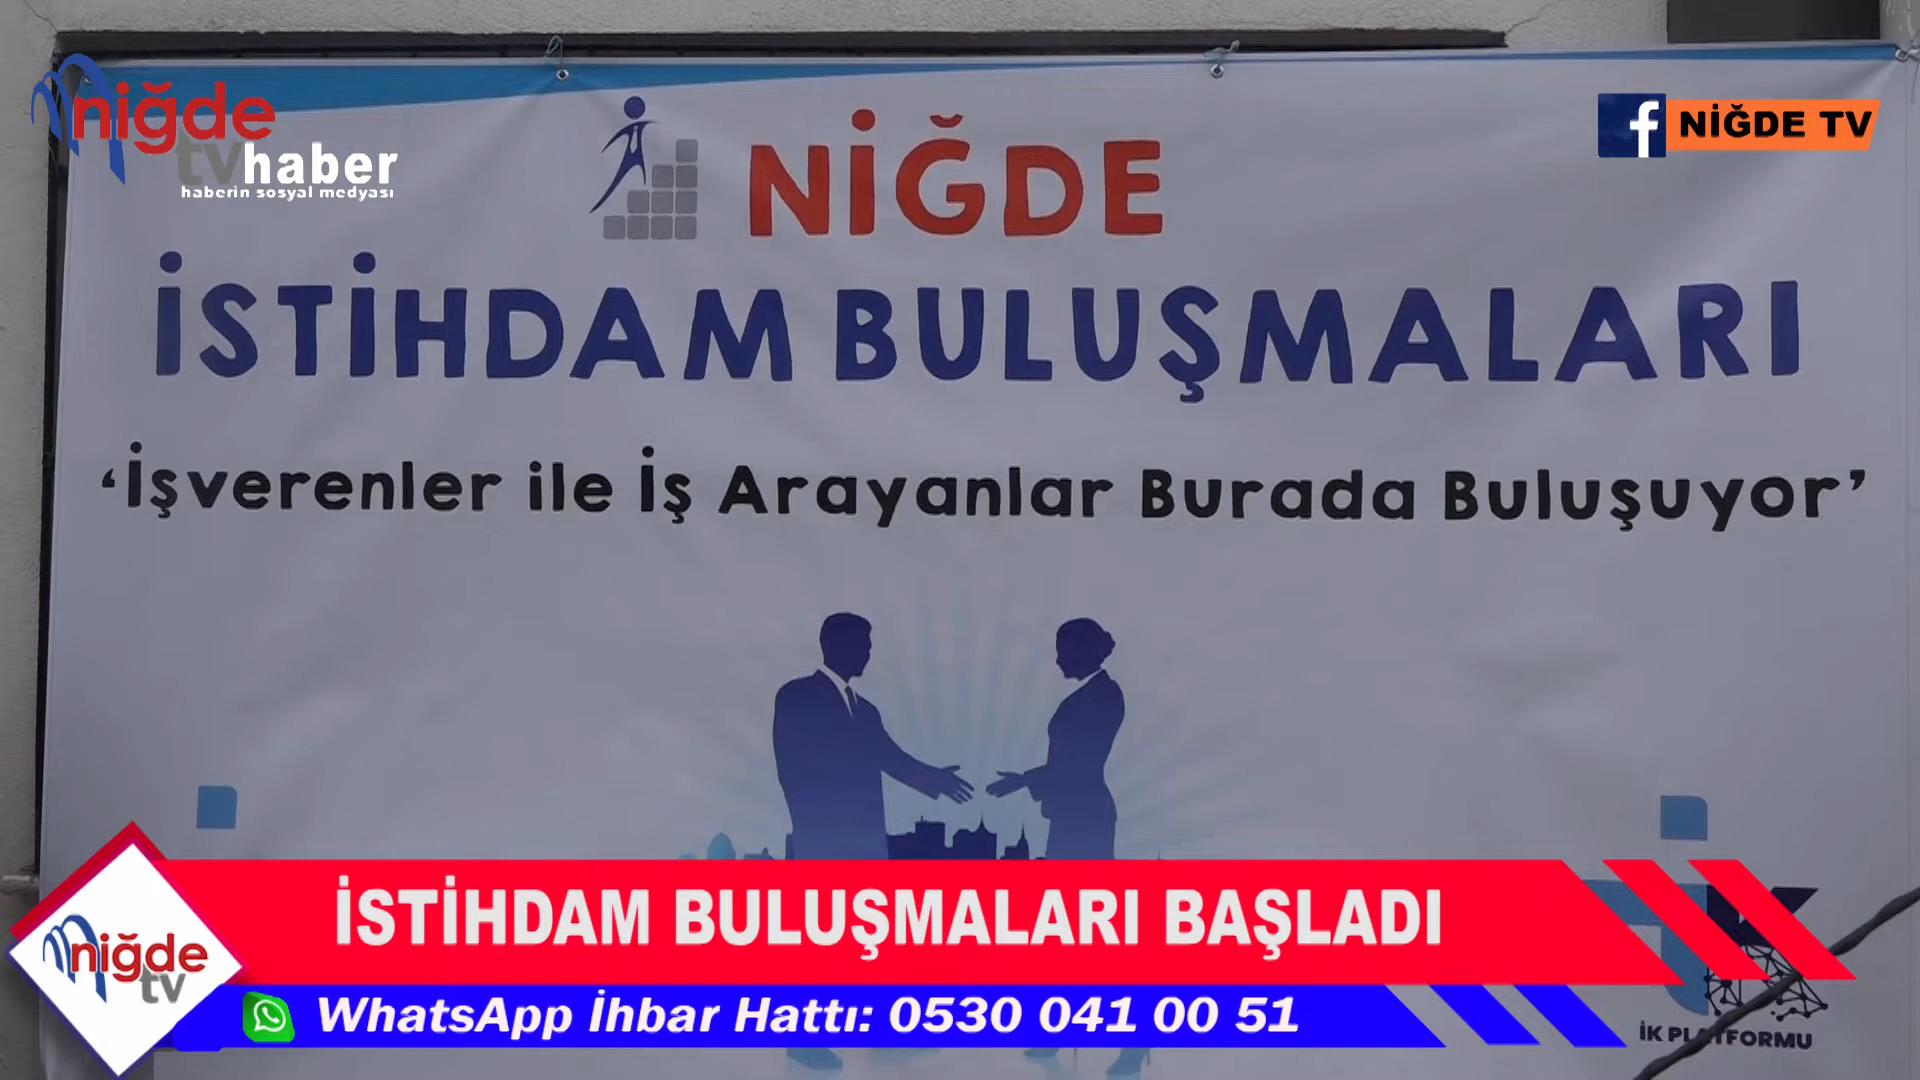 niğde
tv haber
haberin sosyal medyası
f NİĞDE TV
NİĞDE
İSTİHDAM BULUŞMALARI
‘İşverenler ile İş Arayanlar Burada Buluşuyor’
İSTİHDAM BULUŞMALARI BAŞLADI
niğde
tv
WhatsApp İhbar Hattı: 0530 041 00 51
İK PLATFORMU